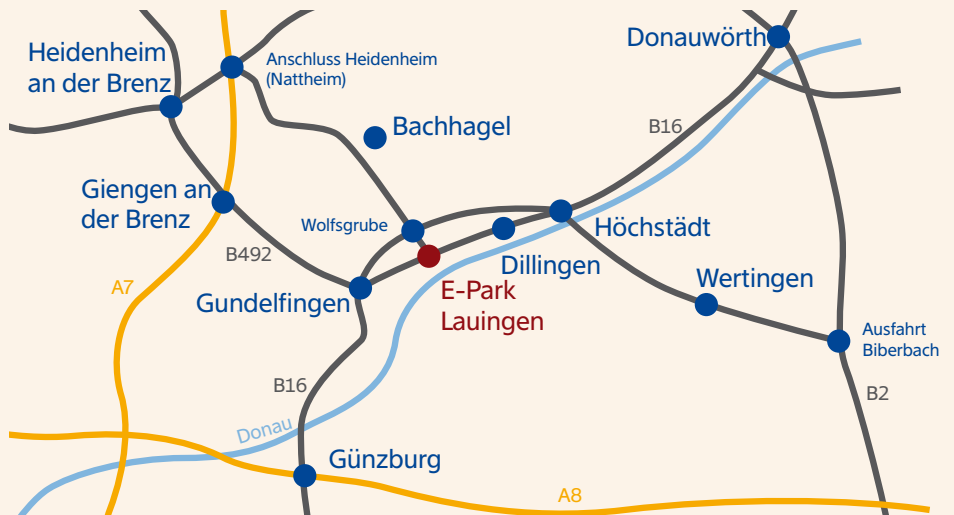 Heidenheim
an der Brenz
Anschluss Heidenheim
(Nattheim)
Donauwörth
Bachhagel
B16
Giengen an
der Brenz
Wolfsgrube
Höchstädt
B492
Dillingen
A7
Gundelfingen
E-Park
Lauingen
Wertingen
Ausfahrt
Biberbach
B16
B2
Donau
Günzburg
A8